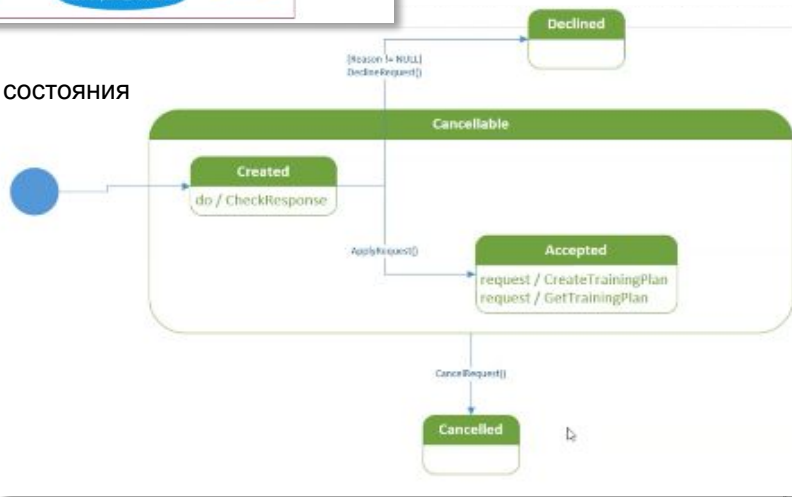 Declined
[Reason != NULL]
DeclineRequest()
состояния
Cancellable
Created
do / CheckResponse
ApplyRequest()
Accepted
request / CreateTrainingPlan
request / GetTrainingPlan
CancelRequest()
Cancelled